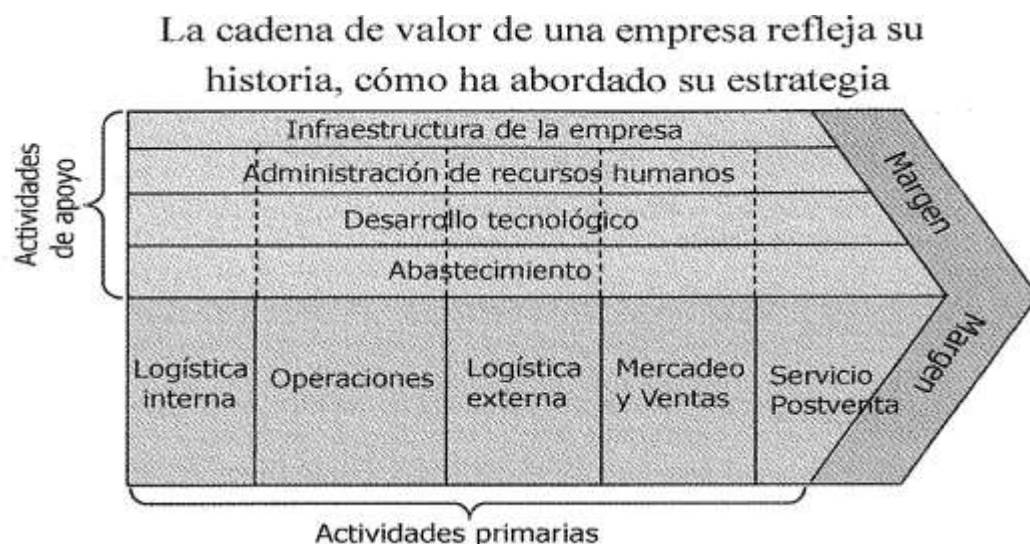 La cadena de valor de una empresa refleja su
historia, cómo ha abordado su estrategia
Actividades
de apoyo
Infraestructura de la empresa
Administración de recursos humanos
Desarrollo tecnológico
Abastecimiento
Margen
Margen
Logística
interna
Operaciones
Logística
externa
Mercadeo
y Ventas
Servicio
Postventa
Actividades primarias